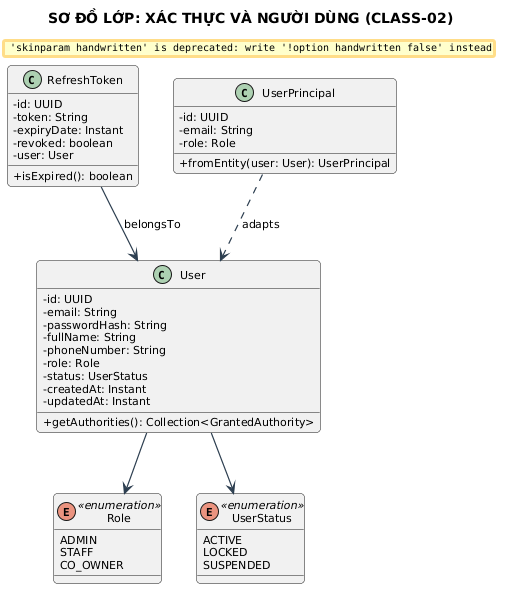 SƠ ĐỒ LỚP: XÁC THỰC VÀ NGƯỜI DÙNG (CLASS-02)
'skinparam handwritten' is deprecated: write '!option handwritten false' instead
C RefreshToken
-id: UUID
-token: String
-expiryDate: Instant
-revoked: boolean
-user: User
+isExpired(): boolean
C UserPrincipal
-id: UUID
-email: String
-role: Role
+fromEntity(user: User): UserPrincipal
belongsTo
adapts
C User
-id: UUID
-email: String
-passwordHash: String
-fullName: String
-phoneNumber: String
-role: Role
-status: UserStatus
-createdAt: Instant
-updatedAt: Instant
+getAuthorities(): Collection<GrantedAuthority>
E «enumeration»
Role
ADMIN
STAFF
CO_OWNER
E «enumeration»
UserStatus
ACTIVE
LOCKED
SUSPENDED